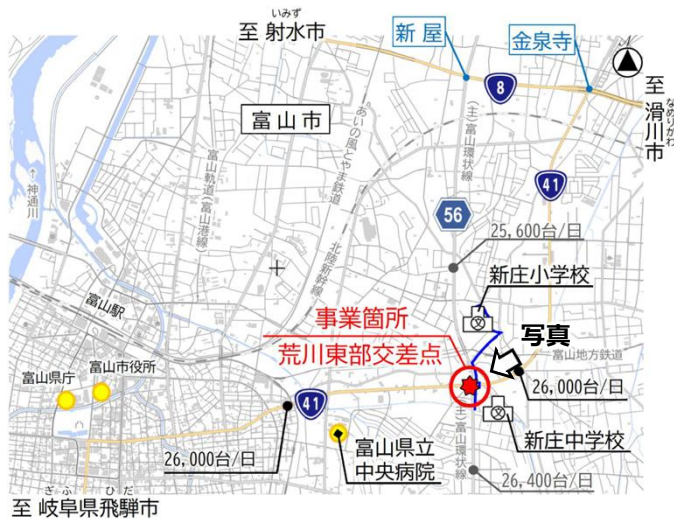 いみず
至 射水市
新 屋
金泉寺
8
至 滑川市
なめりかわ
富 山 市
(主)富山環状線
あいの風とやま鉄道
富山軌道(富山港線)
41
56
↑神通川
北陸新幹線
25,600台/日
新庄小学校
富山駅
事業箇所
写真
荒川東部交差点
富山地方鉄道
富山県庁
富山市役所
26,000台/日
41
新庄中学校
富山県立
中央病院
26,000台/日
(主)富山環状線
26,400台/日
ぎふ ひだ
至 岐阜県飛騨市